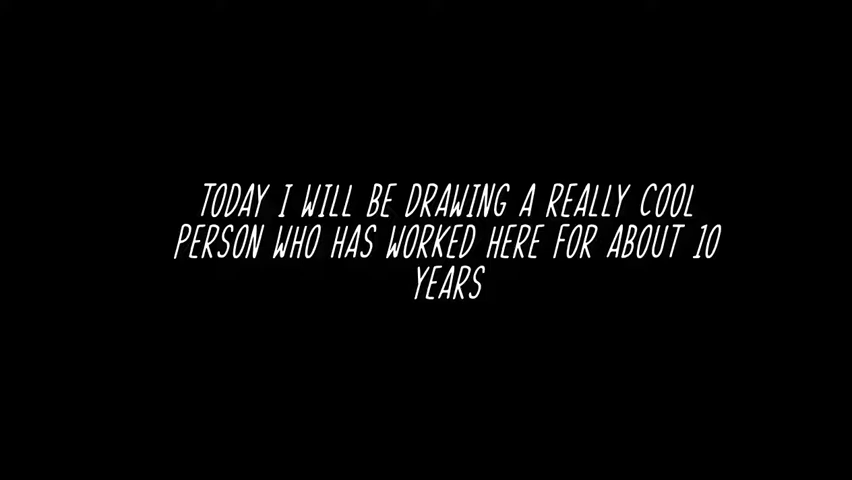 TODAY I WILL BE DRAWING A REALLY COOL
PERSON WHO HAS WORKED HERE FOR ABOUT 10
YEARS